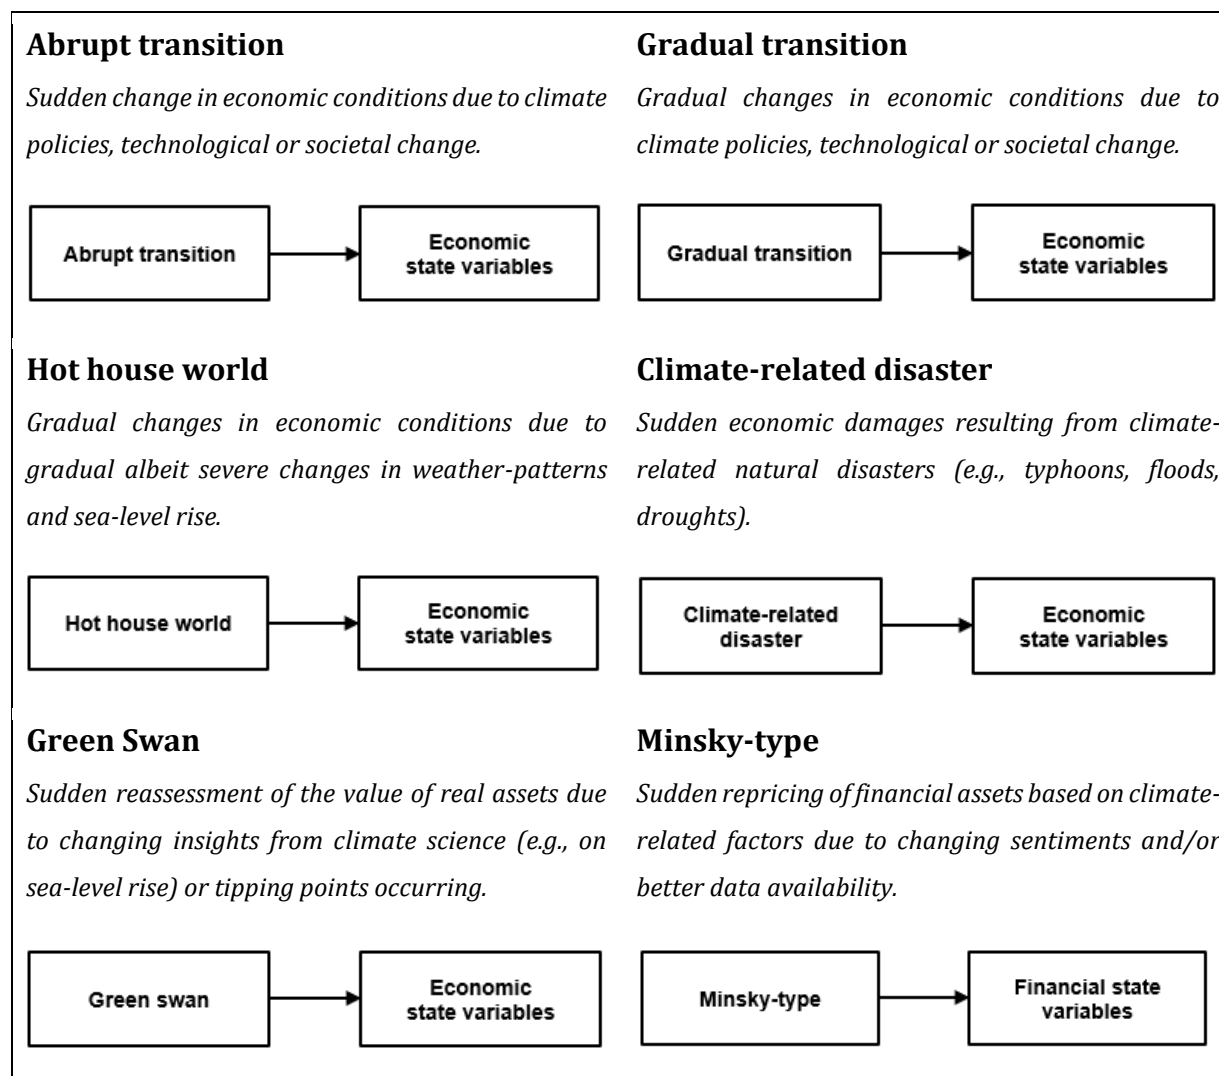 Abrupt transition
Sudden change in economic conditions due to climate
policies, technological or societal change.
Abrupt transition
Economic
state variables
Gradual transition
Gradual changes in economic conditions due to
climate policies, technological or societal change.
Gradual transition
Economic
state variables
Hot house world
Gradual changes in economic conditions due to
gradual albeit severe changes in weather-patterns
and sea-level rise.
Hot house world
Economic
state variables
Climate-related disaster
Sudden economic damages resulting from climate-
related natural disasters (e.g., typhoons, floods,
droughts).
Climate-related
disaster
Economic
state variables
Green Swan
Sudden reassessment of the value of real assets due
to changing insights from climate science (e.g., on
sea-level rise) or tipping points occurring.
Green swan
Economic
state variables
Minsky-type
Sudden repricing of financial assets based on climate-
related factors due to changing sentiments and/or
better data availability.
Minsky-type
Financial state
variables